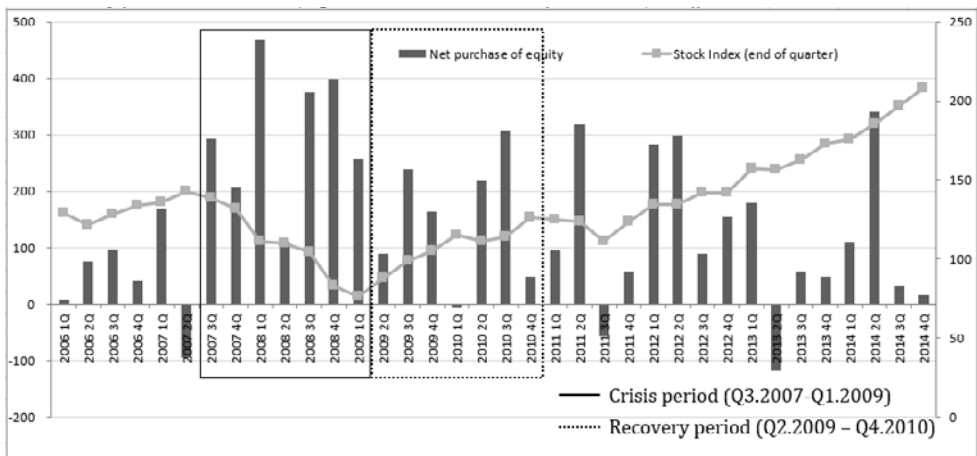 500
400
300
200
100
0
-100
-200
250
200
150
100
50
0
Net purchase of equity
Stock Index (end of quarter)
2006 1Q
2006 2Q
2006 3Q
2006 4Q
2007 1Q
2007 2Q
2007 3Q
2007 4Q
2008 1Q
2008 2Q
2008 3Q
2008 4Q
2009 1Q
2009 2Q
2009 3Q
2009 4Q
2010 1Q
2010 2Q
2010 3Q
2010 4Q
2011 1Q
2011 2Q
2011 3Q
2011 4Q
2012 1Q
2012 2Q
2012 3Q
2012 4Q
2013 1Q
2013 2Q
2013 3Q
2013 4Q
2014 1Q
2014 2Q
2014 3Q
2014 4Q
Crisis period (Q3.2007-Q1.2009)
Recovery period (Q2.2009 – Q4.2010)